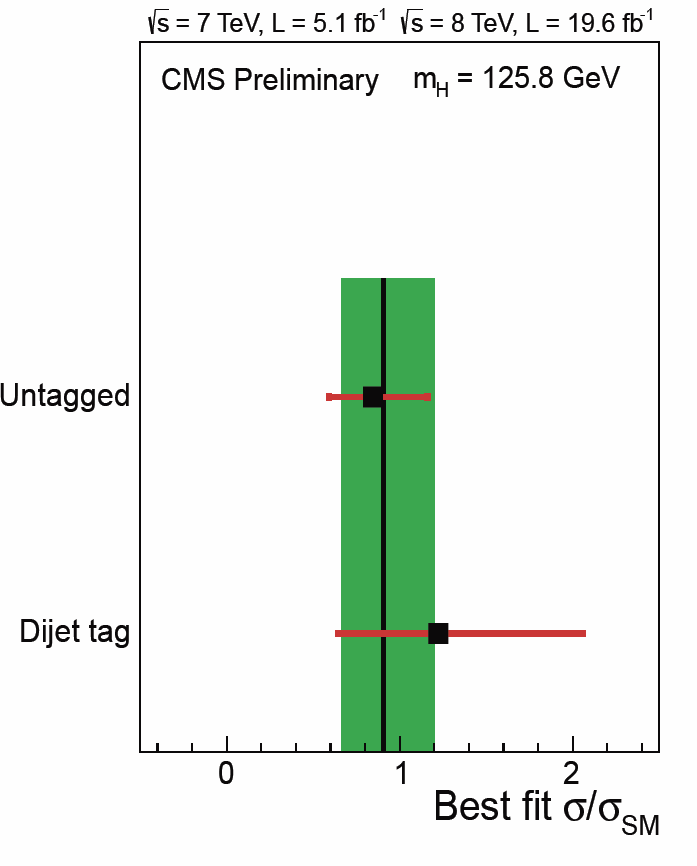 √s = 7 TeV, L = 5.1 fb⁻¹ √s = 8 TeV, L = 19.6 fb⁻¹
CMS Preliminary m_H = 125.8 GeV
Untagged
Dijet tag
0 1 2
Best fit σ/σ_SM